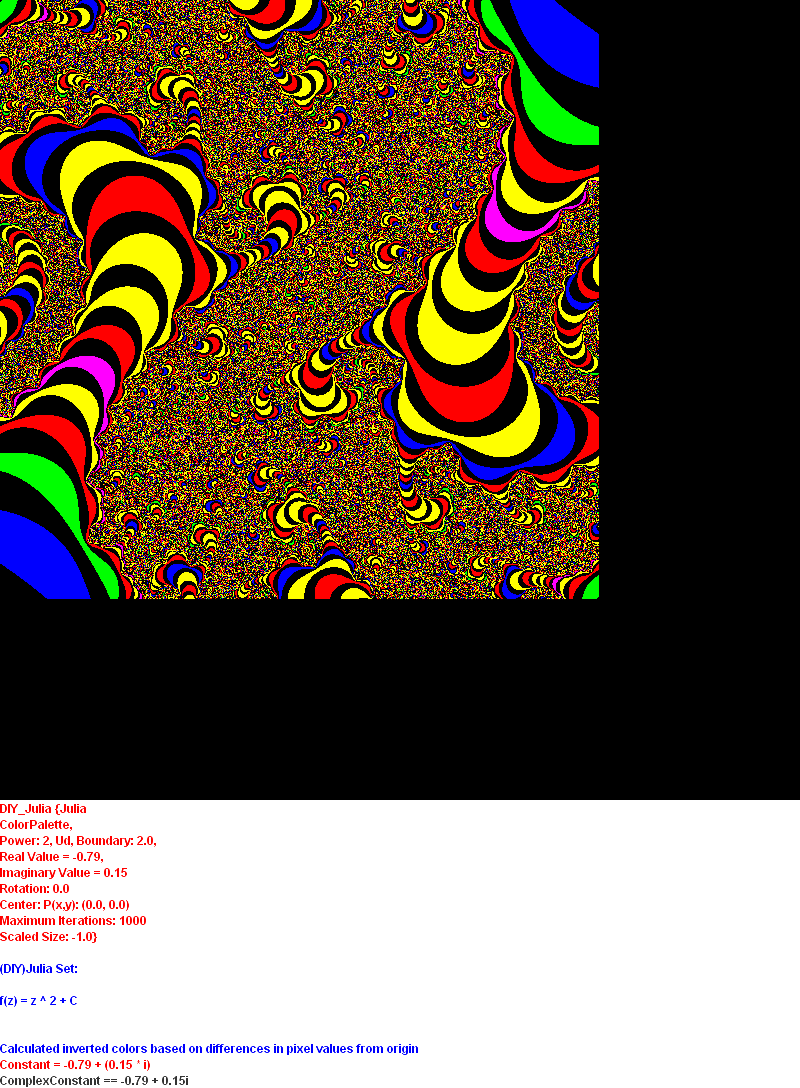 DIY_Julia {Julia
ColorPalette,
Power: 2, Ud, Boundary: 2.0,
Real Value = -0.79,
Imaginary Value = 0.15
Rotation: 0.0
Center: P(x,y): (0.0, 0.0)
Maximum Iterations: 1000
Scaled Size: -1.0}
(DIY)Julia Set:
f(z) = z ^ 2 + C
Calculated inverted colors based on differences in pixel values from origin
Constant = -0.79 + (0.15 * i)
ComplexConstant == -0.79 + 0.15i